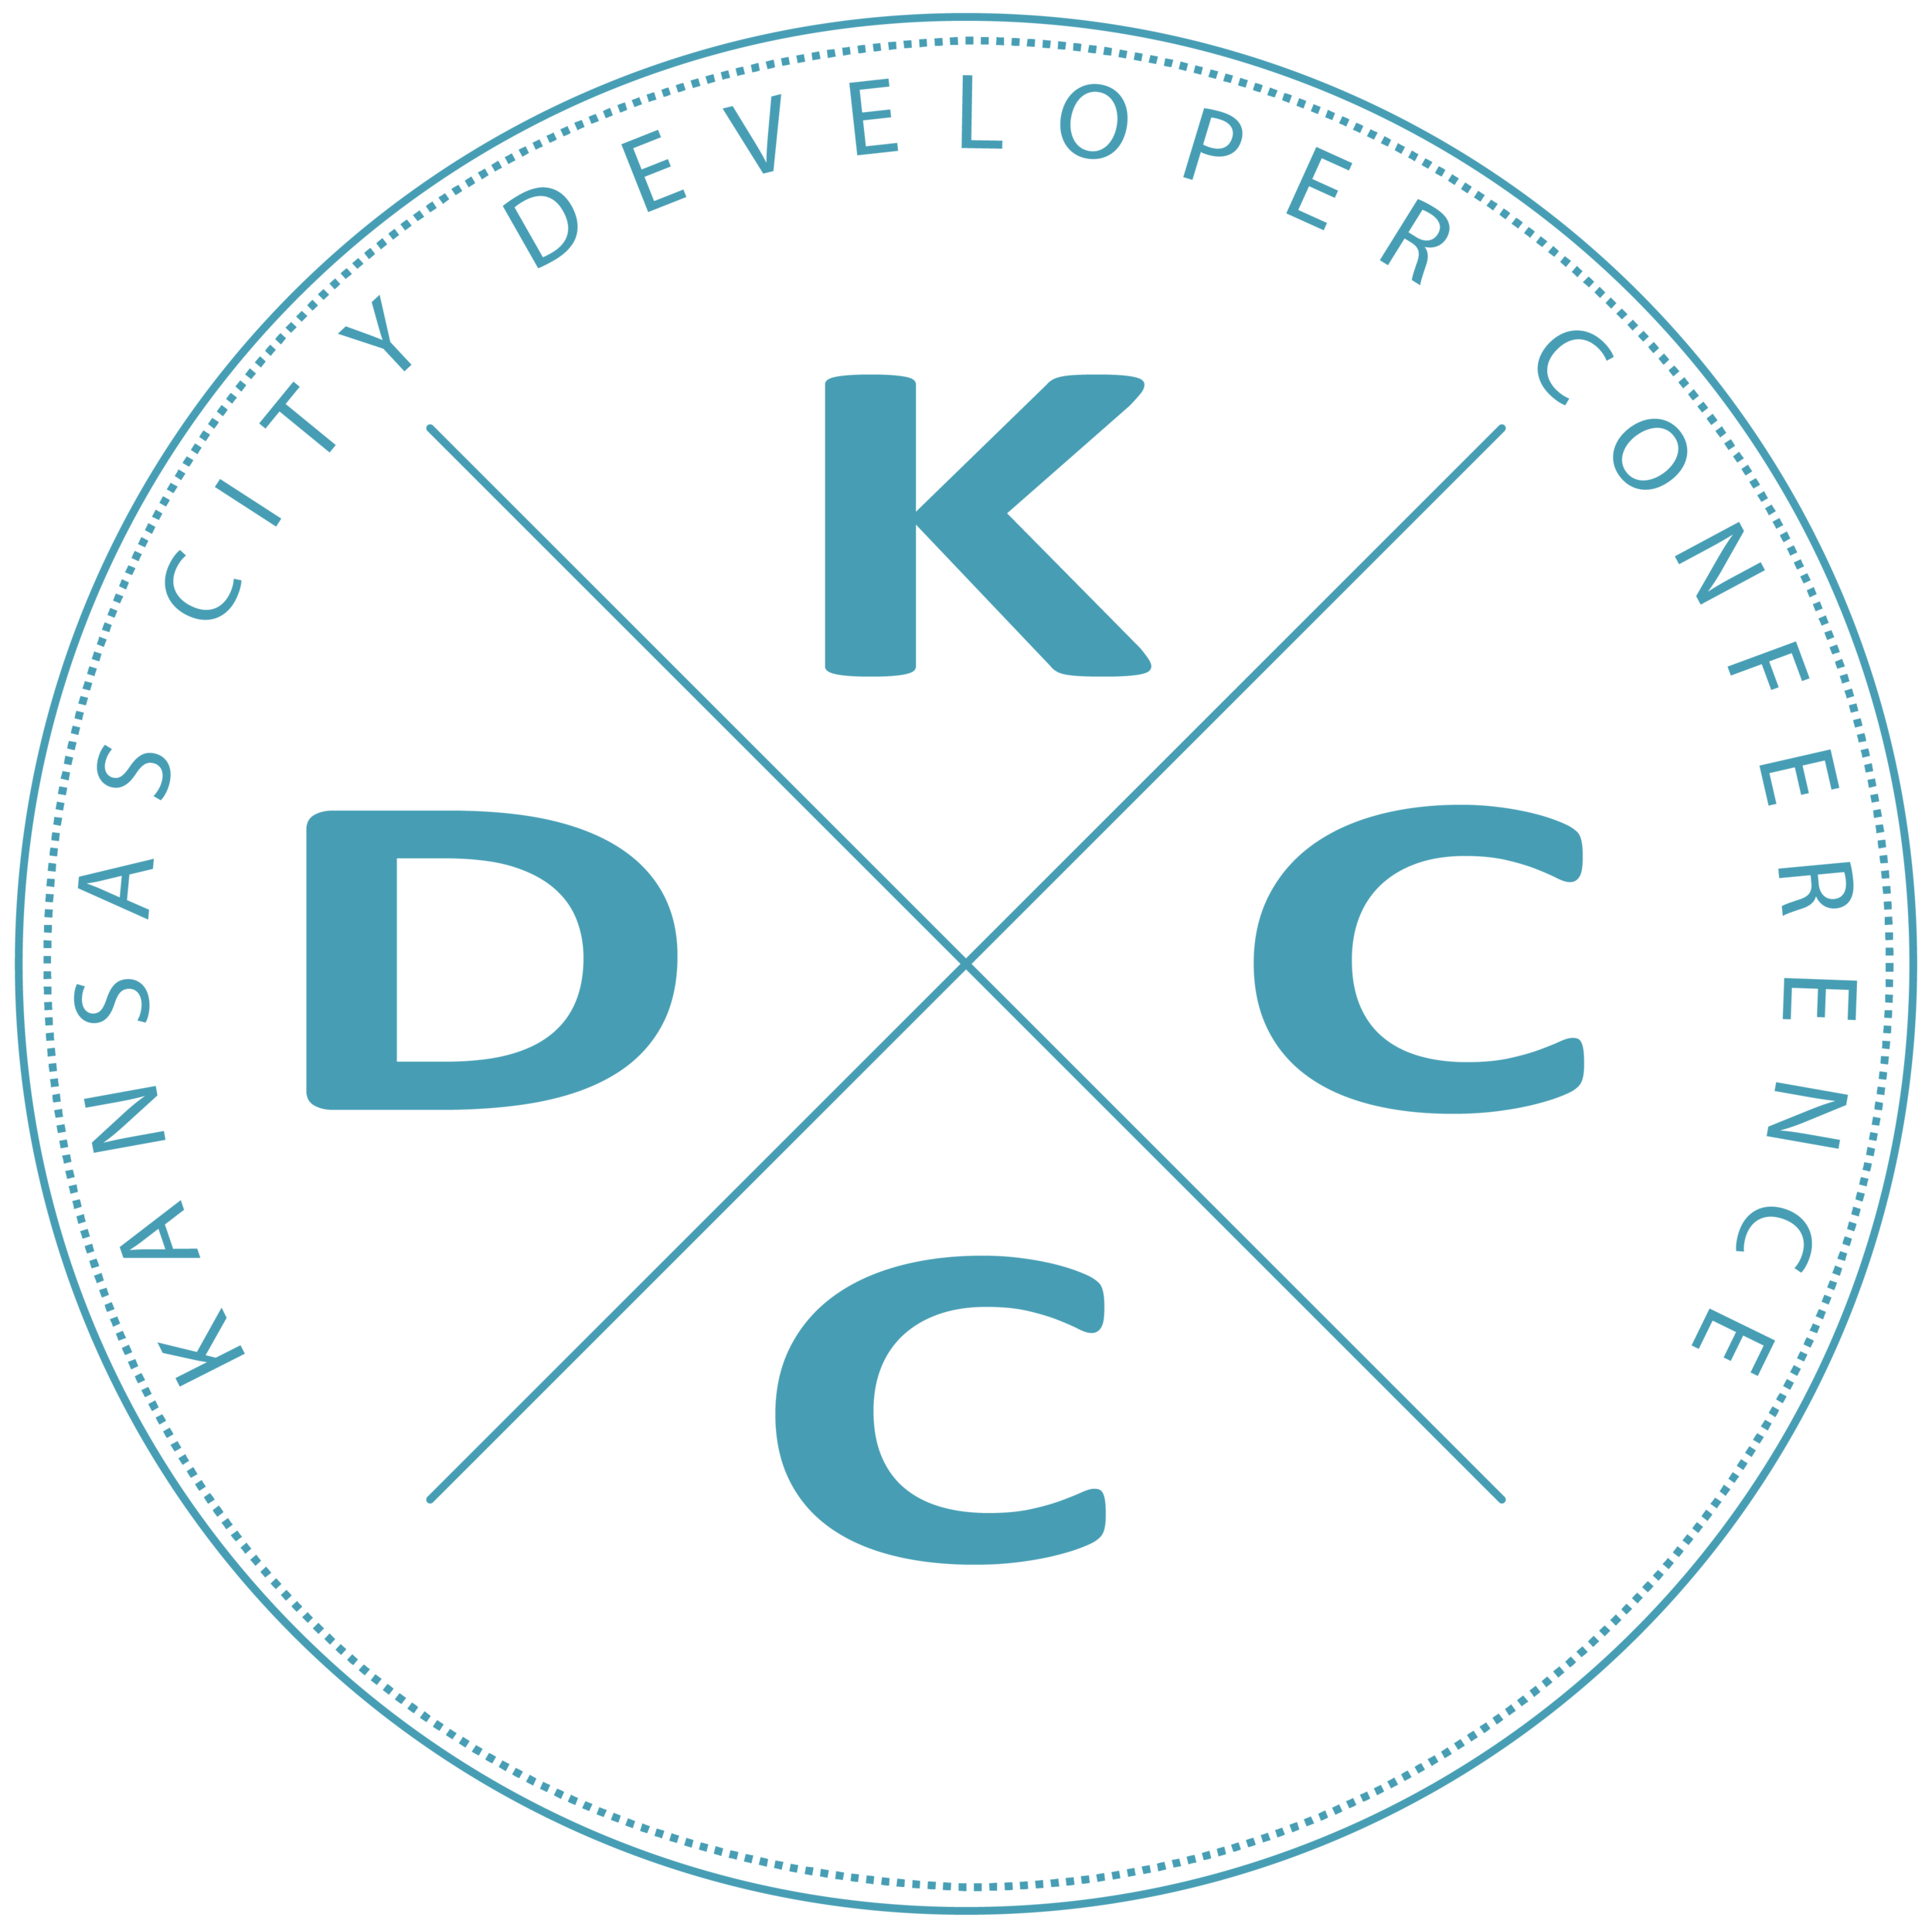 KANSAS CITY DEVELOPER CONFERENCE
K
D C
C